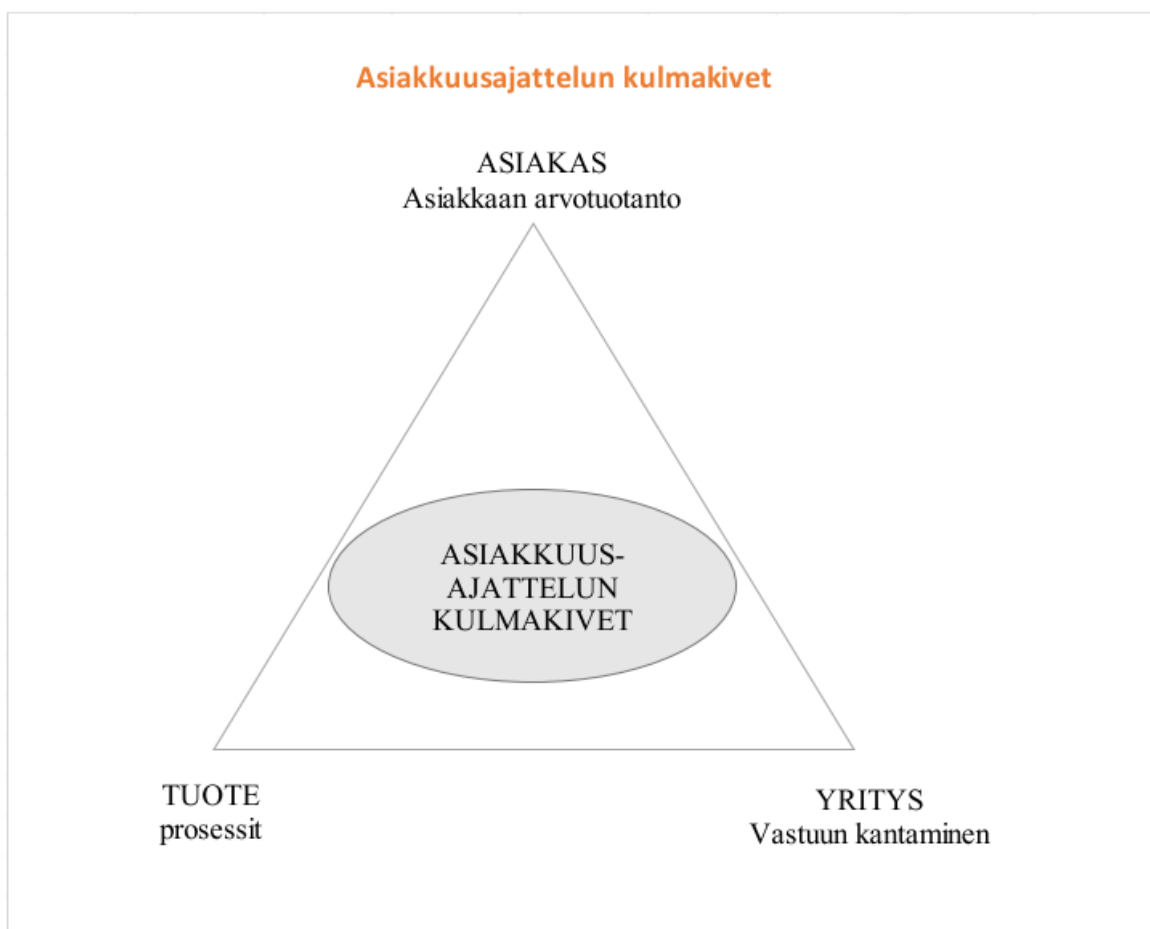 Asiakkuusajattelun kulmakivet
ASIAKAS
Asiakkaan arvotuotanto
ASIAKKUUS-
AJATTELUN
KULMAKIVET
TUOTE
prosessit
YRITYS
Vastuun kantaminen